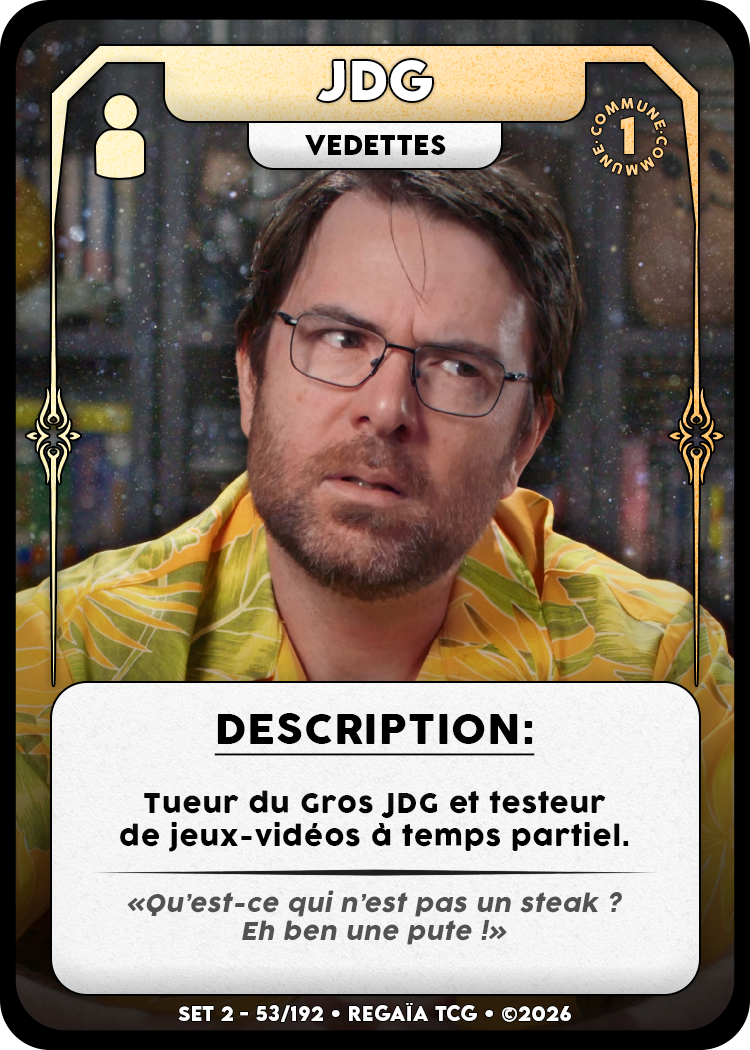 JDG
VEDETTES
COMMUNE·COMMUNE·
1
DESCRIPTION:
Tueur du Gros JDG et testeur
de jeux-vidéos à temps partiel.
«Qu'est-ce qui n'est pas un steak ?
Eh ben une pute !»
SET 2 - 53/192 • REGAÏA TCG • ©2026